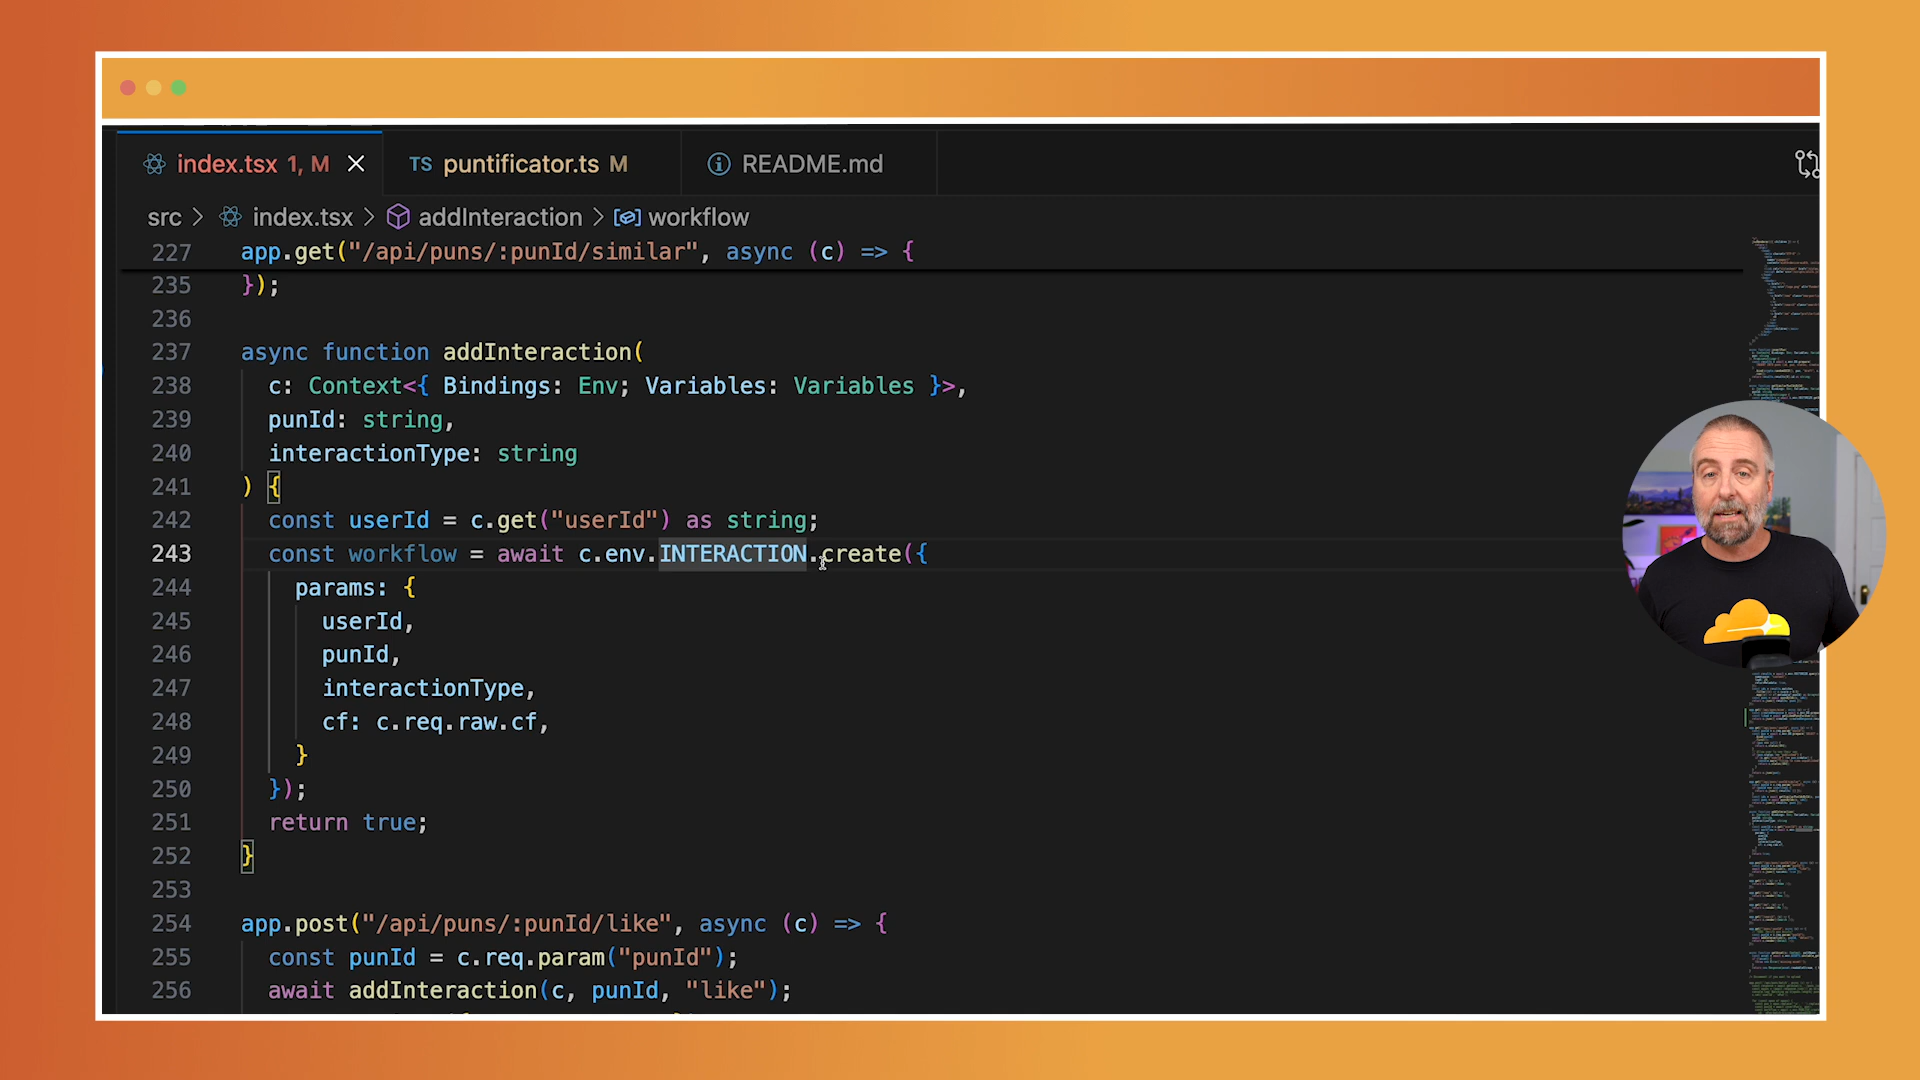 index.tsx 1, M
TS puntificator.ts M
README.md
src > index.tsx > addInteraction > workflow
227 app.get("/api/puns/:punId/similar", async (c) => {
235 });
236
237 async function addInteraction(
238 c: Context<{ Bindings: Env; Variables: Variables }>,
239 punId: string,
240 interactionType: string
241 ) {
242 const userId = c.get("userId") as string;
243 const workflow = await c.env.INTERACTION.create({
244 params: {
245 userId,
246 punId,
247 interactionType,
248 cf: c.req.raw.cf,
249 }
250 });
251 return true;
252 }
253
254 app.post("/api/puns/:punId/like", async (c) => {
255 const punId = c.req.param("punId");
256 await addInteraction(c, punId, "like");